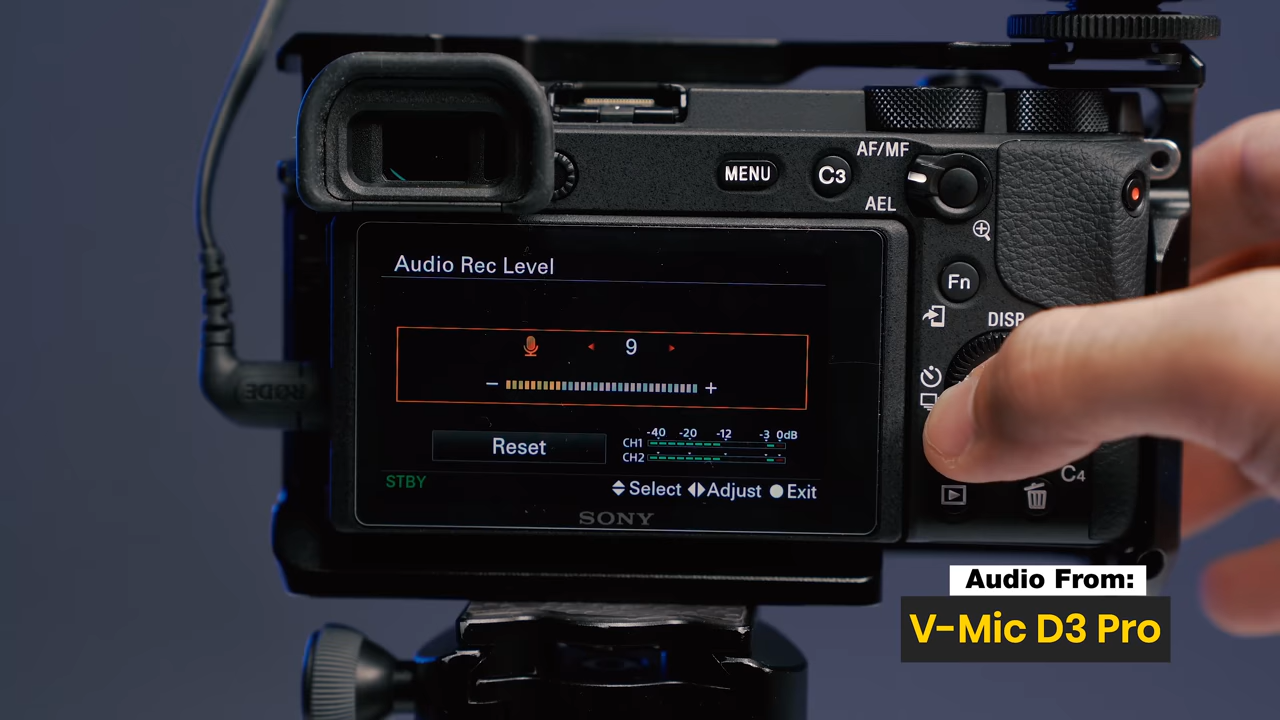 MENU
C3
AF/MF
AEL
Fn
DISP
RØDE
Audio Rec Level
9
− +
Reset
-40 -20 -12 -3 0dB
CH1
CH2
STBY
Select Adjust Exit
SONY
C4
Audio From:
V-Mic D3 Pro